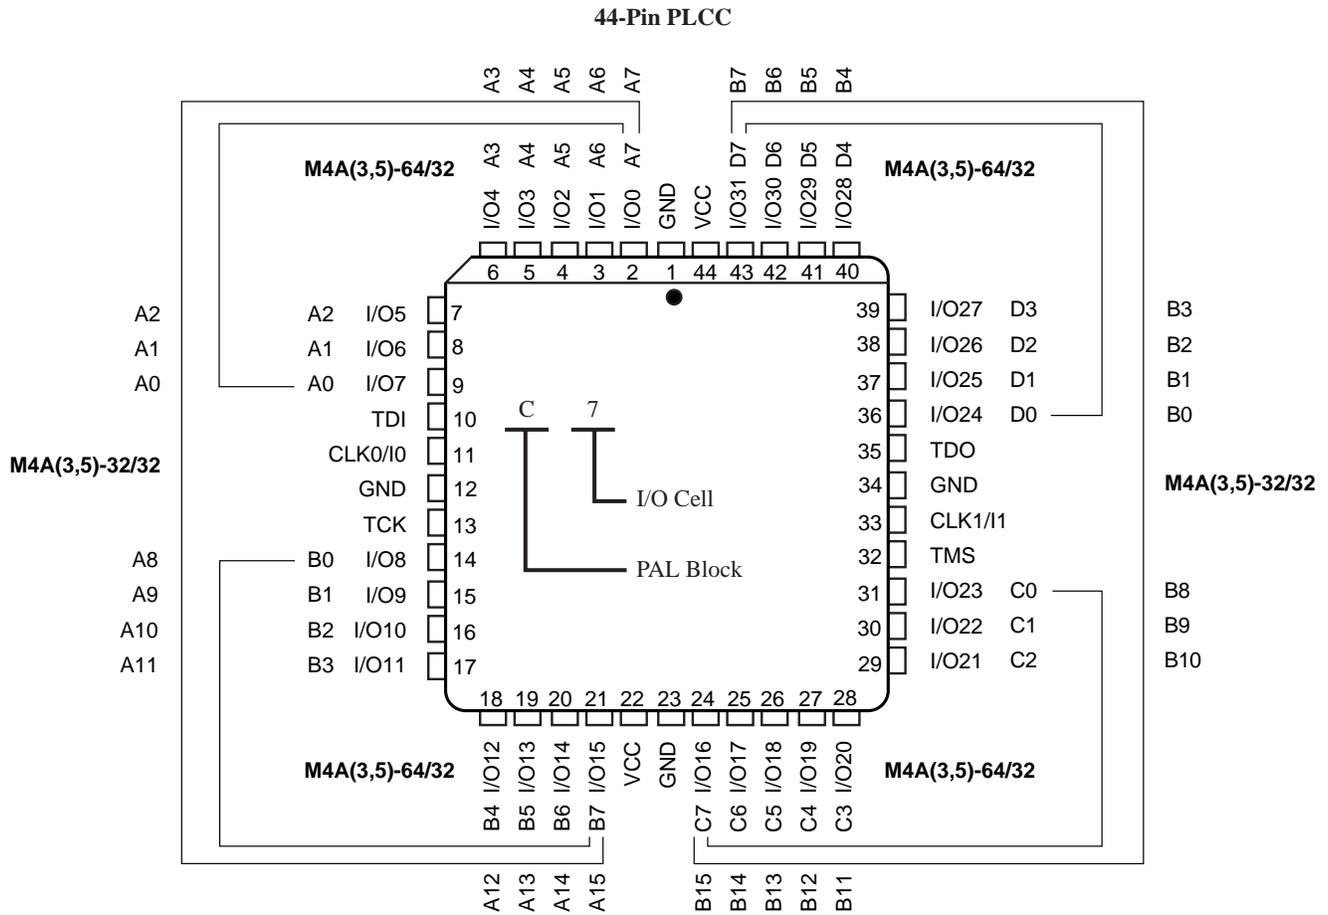 44-Pin PLCC
A3 A4 A5 A6 A7 B7 B6 B5 B4
M4A(3,5)-64/32 A3 A4 A5 A6 A7 D7 D6 D5 D4 M4A(3,5)-64/32
I/O4 I/O3 I/O2 I/O1 I/O0 GND VCC I/O31 I/O30 I/O29 I/O28
6 5 4 3 2 1 44 43 42 41 40
A2 A2 I/O5 7 39 I/O27 D3 B3
A1 A1 I/O6 8 38 I/O26 D2 B2
A0 A0 I/O7 9 37 I/O25 D1 B1
TDI 10 C 7 36 I/O24 D0 B0
CLK0/I0 11 35 TDO
M4A(3,5)-32/32
GND 12 34 GND
M4A(3,5)-32/32
I/O Cell
TCK 13 33 CLK1/I1
A8 B0 I/O8 14 32 TMS
PAL Block
A9 B1 I/O9 15 31 I/O23 C0 B8
A10 B2 I/O10 16 30 I/O22 C1 B9
A11 B3 I/O11 17 29 I/O21 C2 B10
18 19 20 21 22 23 24 25 26 27 28
M4A(3,5)-64/32 I/O12 I/O13 I/O14 I/O15 VCC GND I/O16 I/O17 I/O18 I/O19 I/O20 M4A(3,5)-64/32
B4 B5 B6 B7 C7 C6 C5 C4 C3
A12 A13 A14 A15 B15 B14 B13 B12 B11